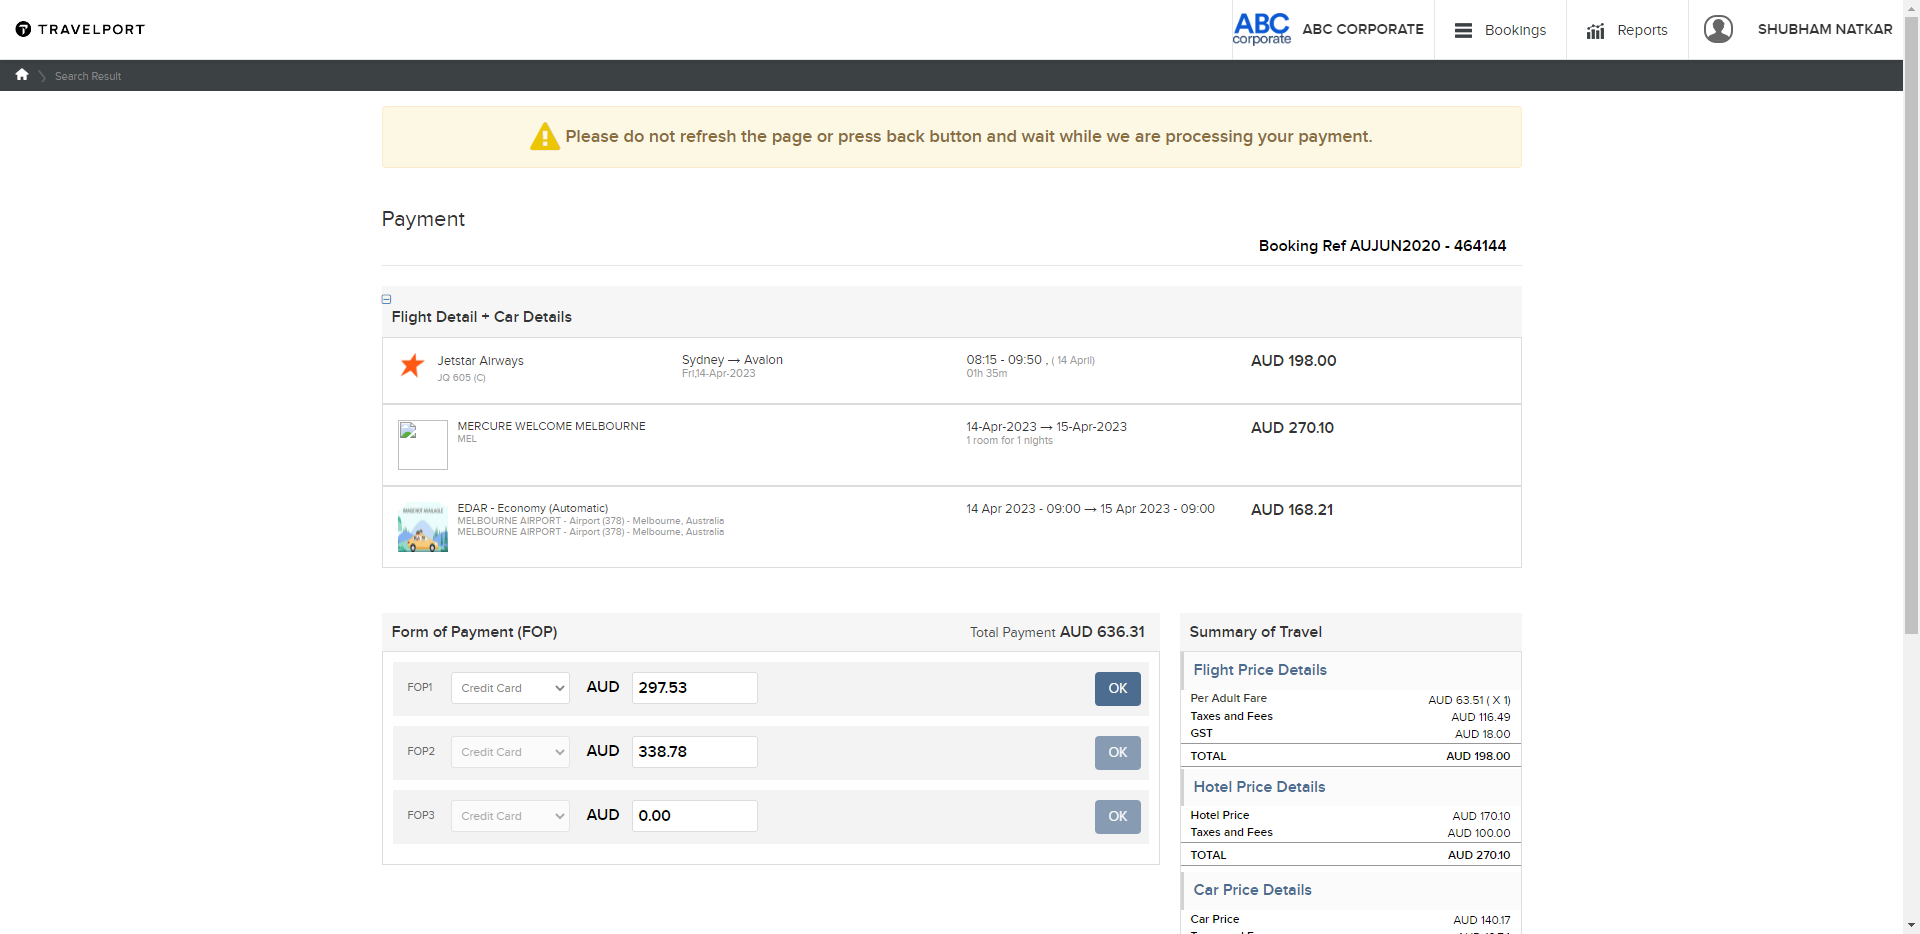 TRAVELPORT
ABC
corporate
ABC CORPORATE
Bookings
Reports
SHUBHAM NATKAR
Search Result
Please do not refresh the page or press back button and wait while we are processing your payment.
Payment
Booking Ref AUJUN2020 - 464144
Flight Detail + Car Details
Jetstar Airways
JQ 605 (C)
Sydney → Avalon
Fri,14-Apr-2023
08:15 - 09:50 , ( 14 April)
01h 35m
AUD 198.00
MERCURE WELCOME MELBOURNE
MEL
14-Apr-2023 → 15-Apr-2023
1 room for 1 nights
AUD 270.10
IMAGE NOT AVAILABLE
EDAR - Economy (Automatic)
MELBOURNE AIRPORT - Airport (378) - Melbourne, Australia
MELBOURNE AIRPORT - Airport (378) - Melbourne, Australia
14 Apr 2023 - 09:00 → 15 Apr 2023 - 09:00
AUD 168.21
Form of Payment (FOP)
Total Payment AUD 636.31
FOP1 Credit Card AUD 297.53 OK
FOP2 Credit Card AUD 338.78 OK
FOP3 Credit Card AUD 0.00 OK
Summary of Travel
Flight Price Details
Per Adult Fare AUD 63.51 ( X 1)
Taxes and Fees AUD 116.49
GST AUD 18.00
TOTAL AUD 198.00
Hotel Price Details
Hotel Price AUD 170.10
Taxes and Fees AUD 100.00
TOTAL AUD 270.10
Car Price Details
Car Price AUD 140.17